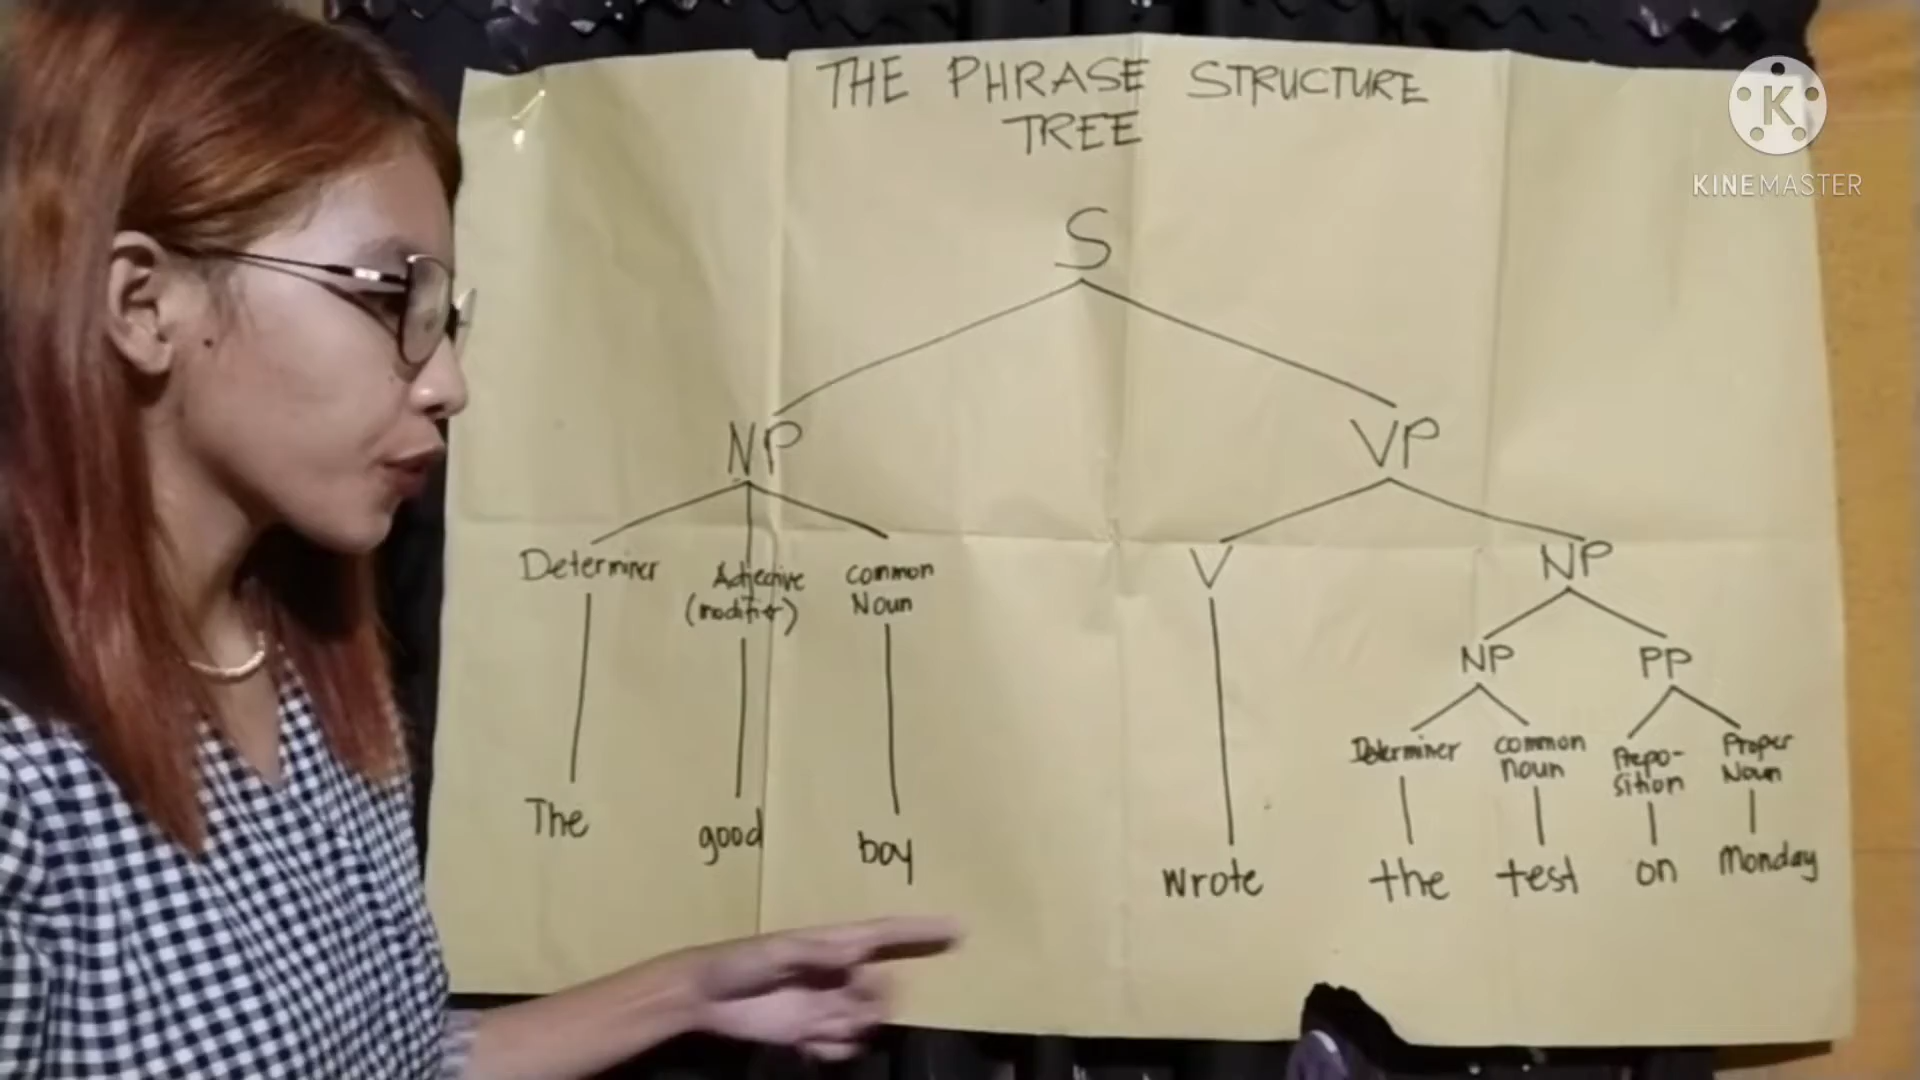 THE PHRASE STRUCTURE
TREE
K
KINEMASTER
S
NP
VP
Determiner
Adjective
(modifier)
common
Noun
V
NP
NP
PP
Determiner
common
noun
Prepo-
sition
Proper
Noun
The
good
boy
wrote
the
test
on
Monday